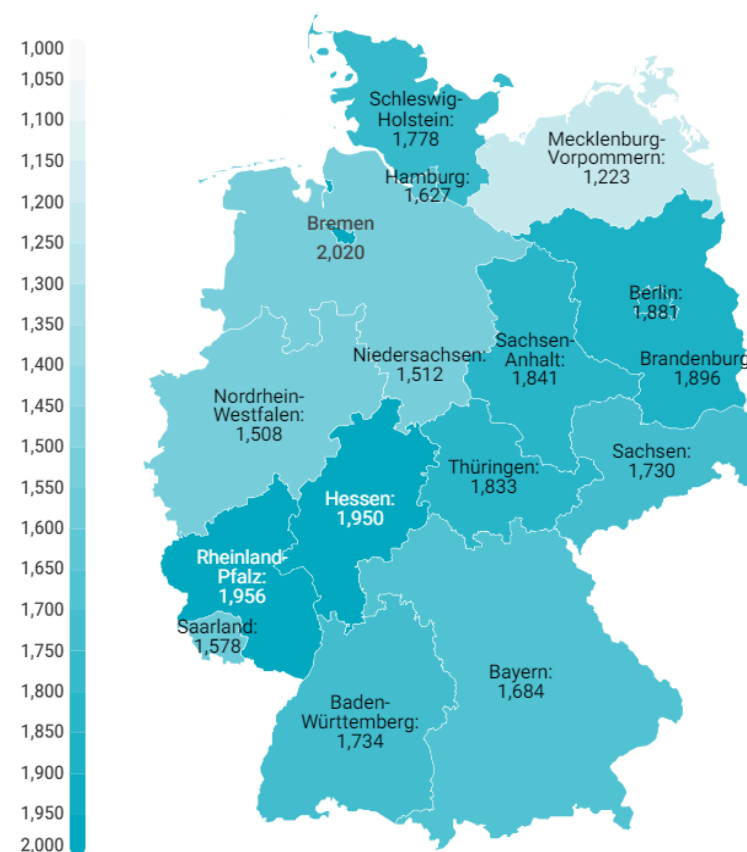 1,000
1,050
1,100
1,150
1,200
1,250
1,300
1,350
1,400
1,450
1,500
1,550
1,600
1,650
1,700
1,750
1,800
1,850
1,900
1,950
2,000
Schleswig-
Holstein:
1,778
Mecklenburg-
Vorpommern:
1,223
Hamburg:
1,627
Bremen
2,020
Berlin:
1,881
Niedersachsen:
1,512
Sachsen-
Anhalt:
1,841
Brandenburg
1,896
Nordrhein-
Westfalen:
1,508
Thüringen:
1,833
Sachsen:
1,730
Hessen:
1,950
Rheinland-
Pfalz:
1,956
Saarland:
1,578
Bayern:
1,684
Baden-
Württemberg:
1,734